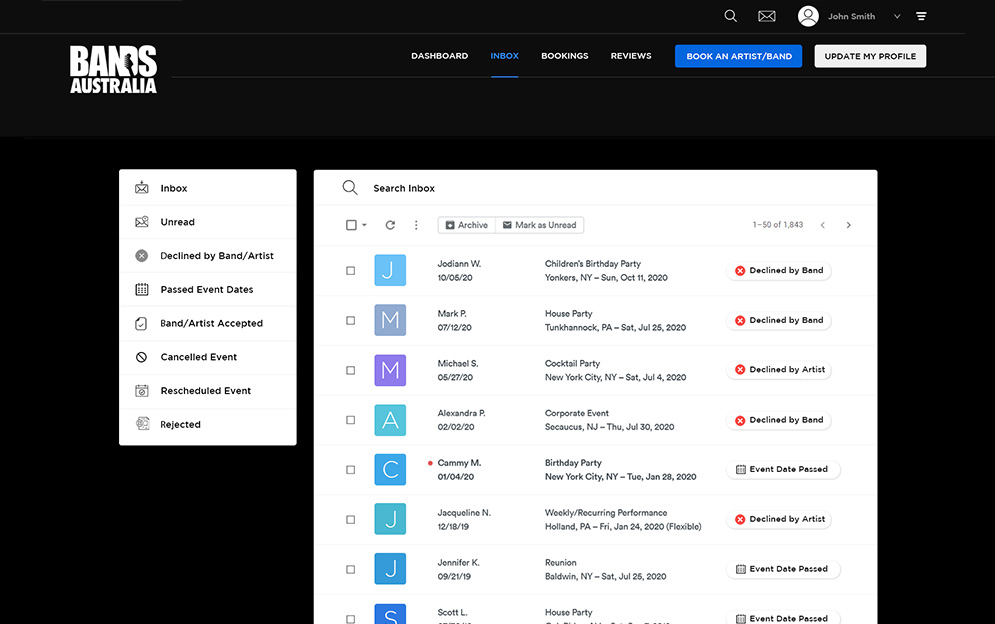 John Smith
BANDS
AUSTRALIA
DASHBOARD
INBOX
BOOKINGS
REVIEWS
BOOK AN ARTIST/BAND
UPDATE MY PROFILE
Inbox
Unread
Declined by Band/Artist
Passed Event Dates
Band/Artist Accepted
Cancelled Event
Rescheduled Event
Rejected
Search Inbox
Archive
Mark as Unread
1–50 of 1,843
J
Jodiann W.
10/05/20
Children's Birthday Party
Yonkers, NY – Sun, Oct 11, 2020
Declined by Band
M
Mark P.
07/12/20
House Party
Tunkhannock, PA – Sat, Jul 25, 2020
Declined by Band
M
Michael S.
05/27/20
Cocktail Party
New York City, NY – Sat, Jul 4, 2020
Declined by Artist
A
Alexandra P.
02/02/20
Corporate Event
Secaucus, NJ – Thu, Jul 30, 2020
Declined by Band
C
Cammy M.
01/04/20
Birthday Party
New York City, NY – Tue, Jan 28, 2020
Event Date Passed
J
Jacqueline N.
12/18/19
Weekly/Recurring Performance
Holland, PA – Fri, Jan 24, 2020 (Flexible)
Declined by Artist
J
Jennifer K.
09/21/19
Reunion
Baldwin, NY – Sat, Jul 25, 2020
Event Date Passed
S
Scott L.
House Party
Event Date Passed